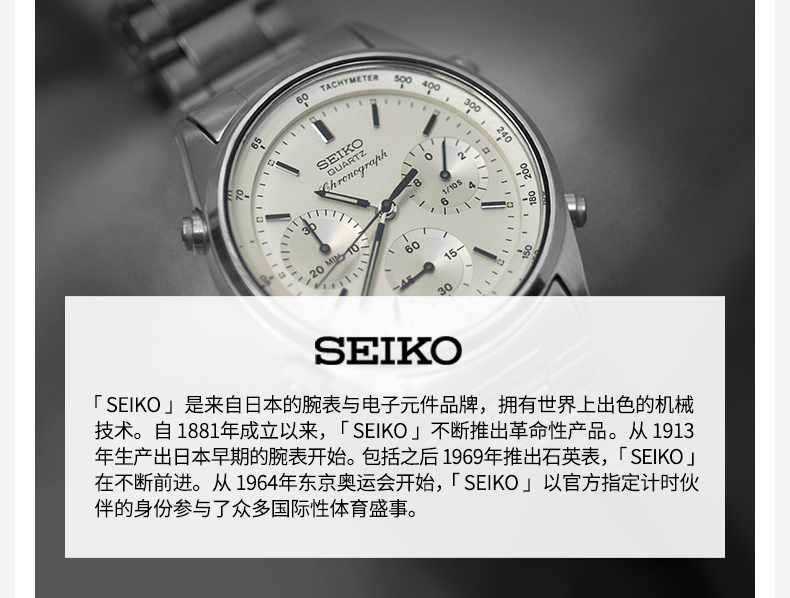 TACHYMETER 500 400 300 240 200 180 150
60
65
70
SEIKO
QUARTZ
Chronograph
0 2 4 6 8
1/10S
30
10
20 MIN.
60
15
30
45
SEIKO
「 SEIKO 」是来自日本的腕表与电子元件品牌，拥有世界上出色的机械
技术。自 1881年成立以来，「 SEIKO 」不断推出革命性产品。从 1913
年生产出日本早期的腕表开始。包括之后 1969年推出石英表，「 SEIKO 」
在不断前进。从 1964年东京奥运会开始，「 SEIKO 」以官方指定计时伙
伴的身份参与了众多国际性体育盛事。